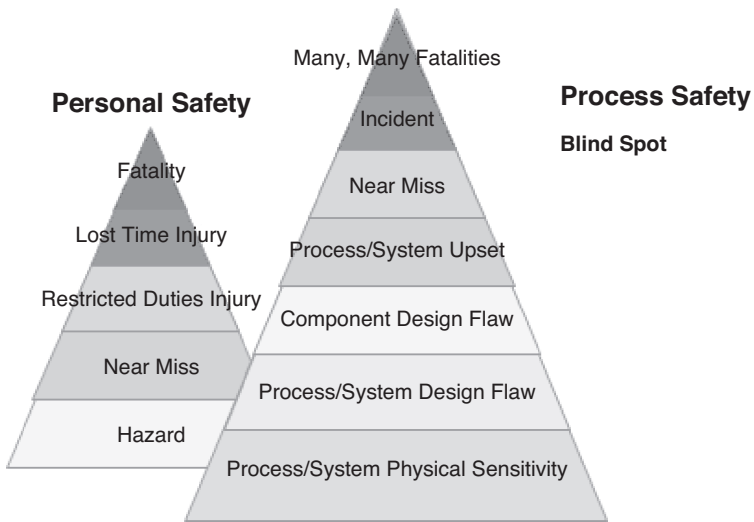 Personal Safety
Fatality
Lost Time Injury
Restricted Duties Injury
Near Miss
Hazard
Many, Many Fatalities
Incident
Near Miss
Process/System Upset
Component Design Flaw
Process/System Design Flaw
Process/System Physical Sensitivity
Process Safety
Blind Spot